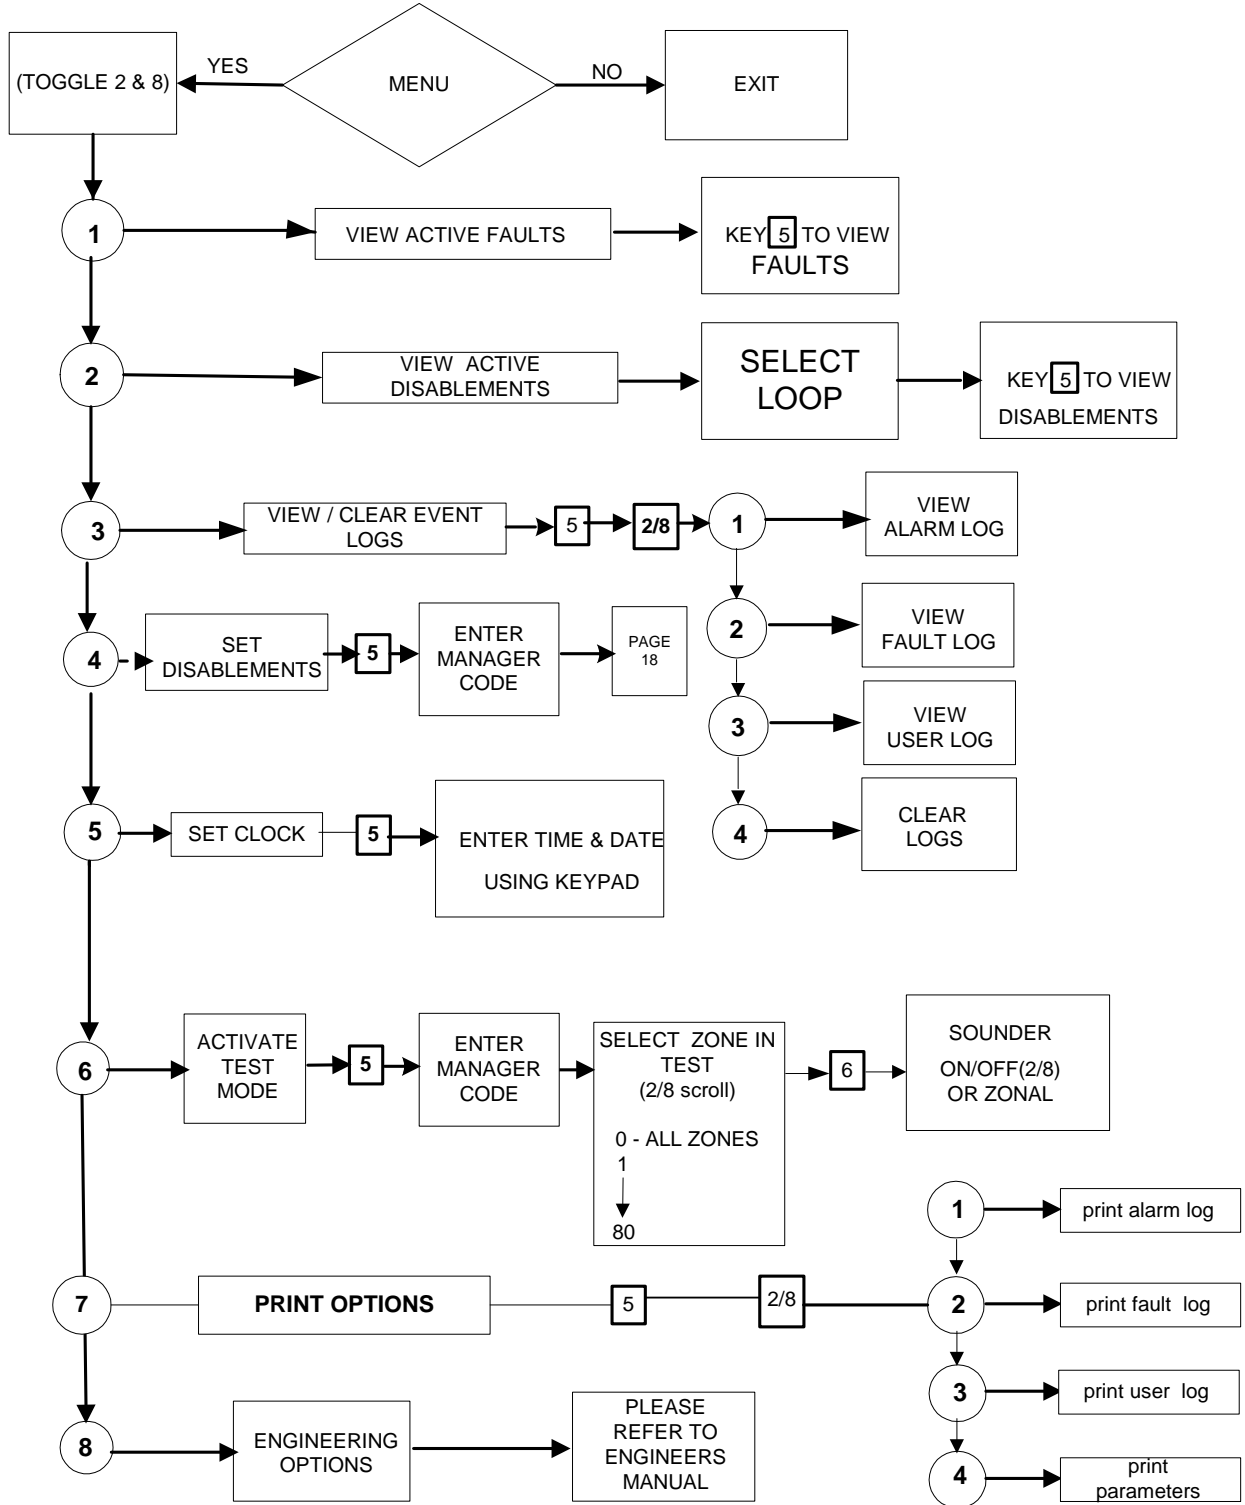 (TOGGLE 2 & 8)
YES
MENU
NO
EXIT
1
VIEW ACTIVE FAULTS
KEY 5 TO VIEW
FAULTS
2
VIEW ACTIVE
DISABLEMENTS
SELECT
LOOP
KEY 5 TO VIEW
DISABLEMENTS
3
VIEW / CLEAR EVENT
LOGS
5
2/8
1
VIEW
ALARM LOG
2
VIEW
FAULT LOG
3
VIEW
USER LOG
4
CLEAR
LOGS
4
SET
DISABLEMENTS
5
ENTER
MANAGER
CODE
PAGE
18
5
SET CLOCK
5
ENTER TIME & DATE
USING KEYPAD
6
ACTIVATE
TEST
MODE
5
ENTER
MANAGER
CODE
SELECT ZONE IN
TEST
(2/8 scroll)
0 - ALL ZONES
1
80
6
SOUNDER
ON/OFF(2/8)
OR ZONAL
7
PRINT OPTIONS
5
2/8
1
print alarm log
2
print fault log
3
print user log
4
print
parameters
8
ENGINEERING
OPTIONS
PLEASE
REFER TO
ENGINEERS
MANUAL